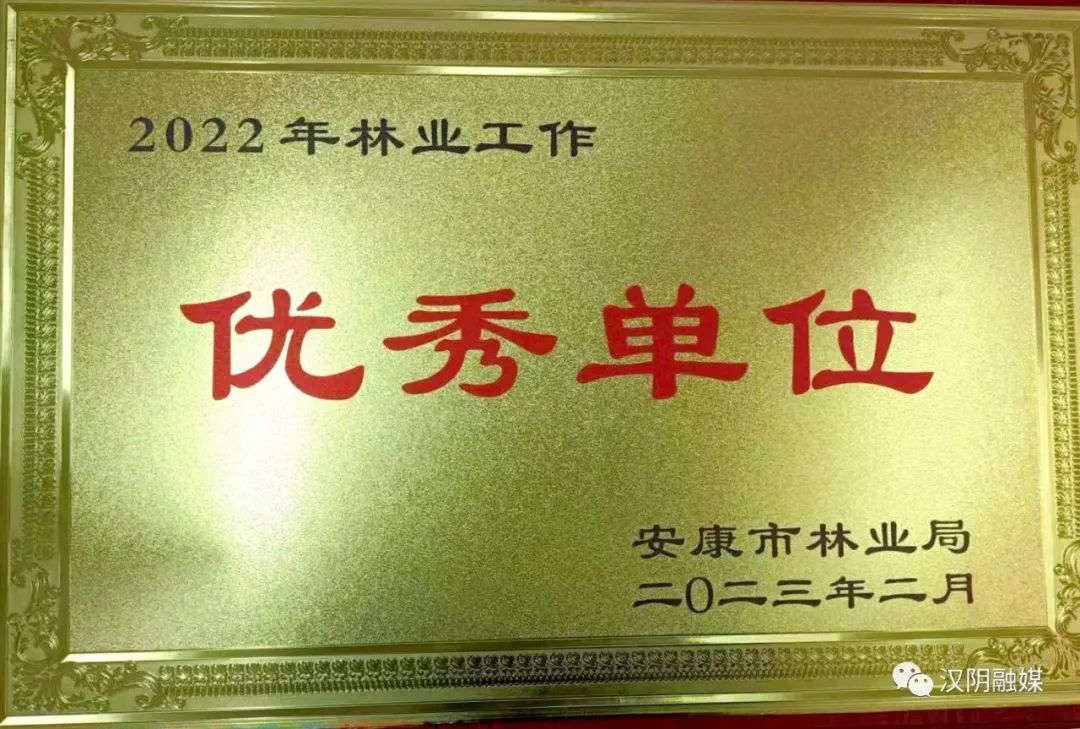 2022年林业工作
优秀单位
安康市林业局
二〇二三年二月
汉阴融媒